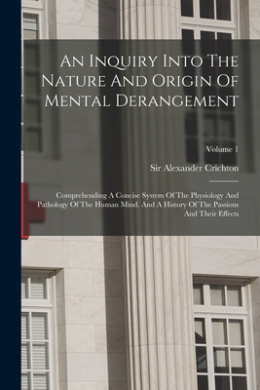 An Inquiry Into The
Nature And Origin Of
Mental Derangement
Volume 1
Sir Alexander Crichton
Comprehending A Concise System Of The Physiology And
Pathology Of The Human Mind. And A History Of The Passions
And Their Effects